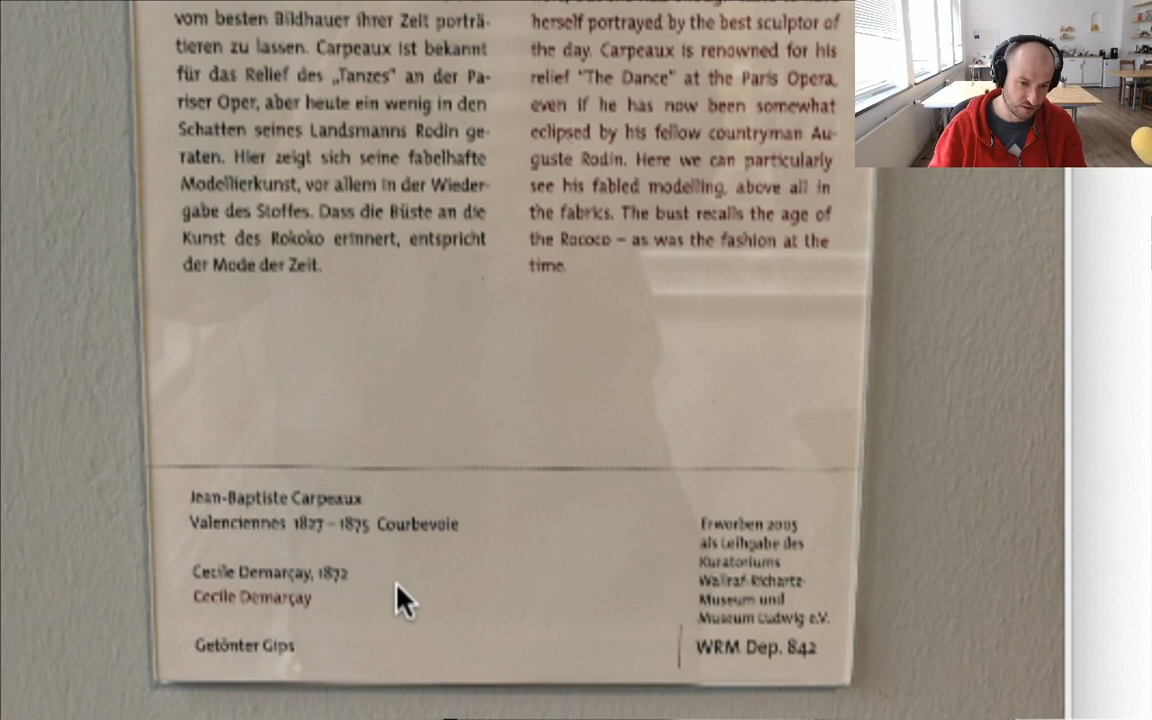 vom besten Bildhauer ihrer Zeit porträ-
tieren zu lassen. Carpeaux ist bekannt
für das Relief des „Tanzes“ an der Pa-
riser Oper, aber heute ein wenig in den
Schatten seines Landsmanns Rodin ge-
raten. Hier zeigt sich seine fabelhafte
Modellierkunst, vor allem in der Wieder-
gabe des Stoffes. Dass die Büste an die
Kunst des Rokoko erinnert, entspricht
der Mode der Zeit.
herself portrayed by the best sculptor of
the day. Carpeaux is renowned for his
relief "The Dance" at the Paris Opera,
even if he has now been somewhat
eclipsed by his fellow countryman Au-
guste Rodin. Here we can particularly
see his fabled modelling, above all in
the fabrics. The bust recalls the age of
the Rococo – as was the fashion at the
time.
Jean-Baptiste Carpeaux
Valenciennes 1827 – 1875 Courbevoie
Cecile Demarçay, 1872
Cecile Demarçay
Getönter Gips
Erworben 2005
als Leihgabe des
Kuratoriums
Wallraf-Richartz-
Museum und
Museum Ludwig e.V.
WRM Dep. 842